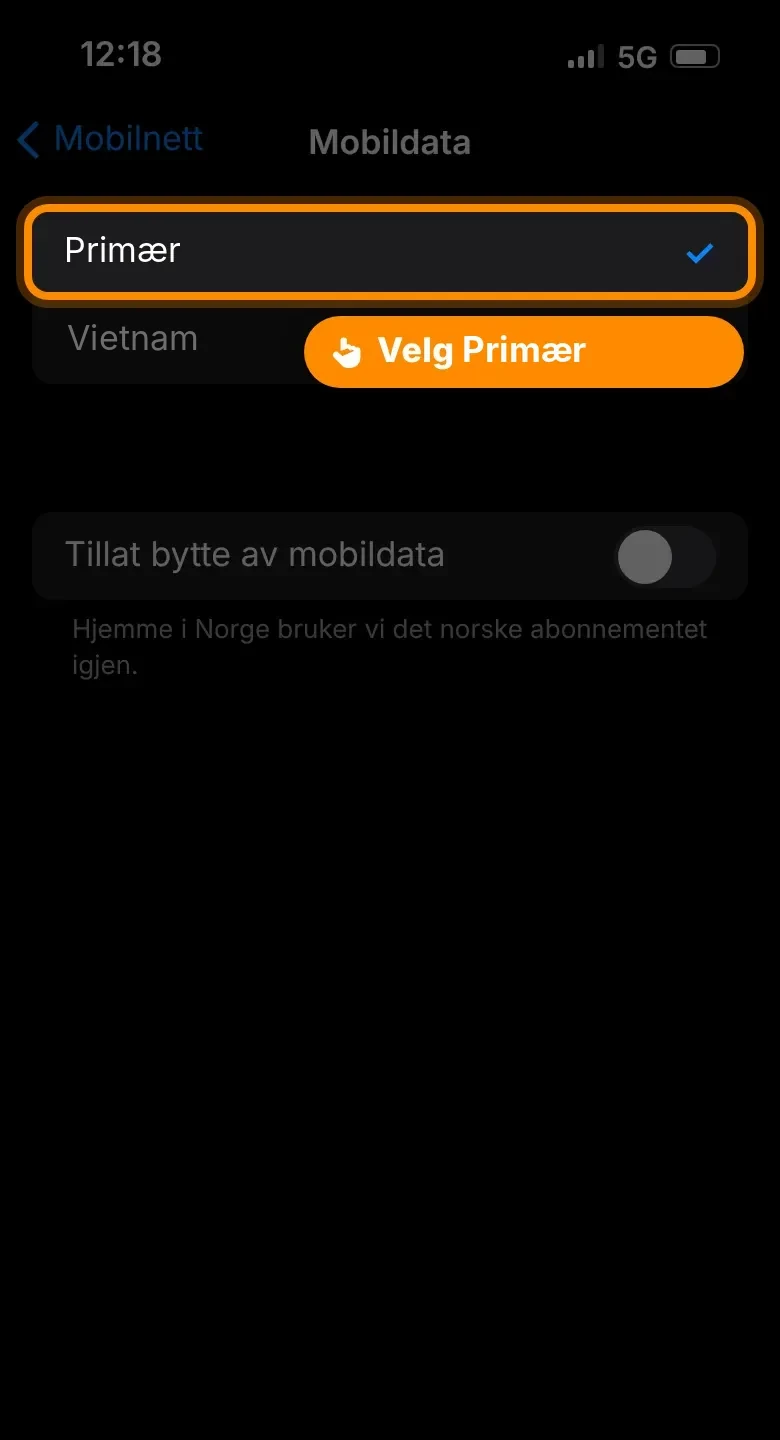 12:18
5G
Mobilnett
Mobildata
Primær
Vietnam
Velg Primær
Tillat bytte av mobildata
Hjemme i Norge bruker vi det norske abonnementet
igjen.